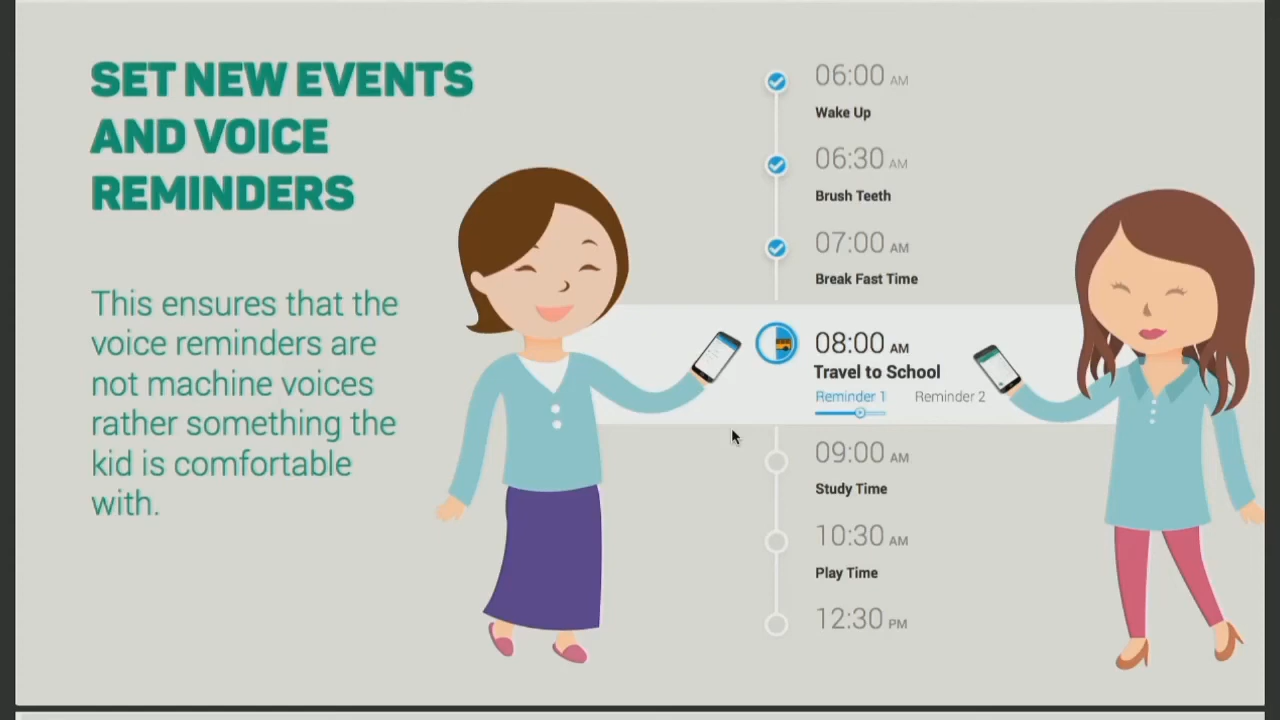 SET NEW EVENTS
AND VOICE
REMINDERS
This ensures that the
voice reminders are
not machine voices
rather something the
kid is comfortable
with.
06:00 AM
Wake Up
06:30 AM
Brush Teeth
07:00 AM
Break Fast Time
08:00 AM
Travel to School
Reminder 1 Reminder 2
09:00 AM
Study Time
10:30 AM
Play Time
12:30 PM